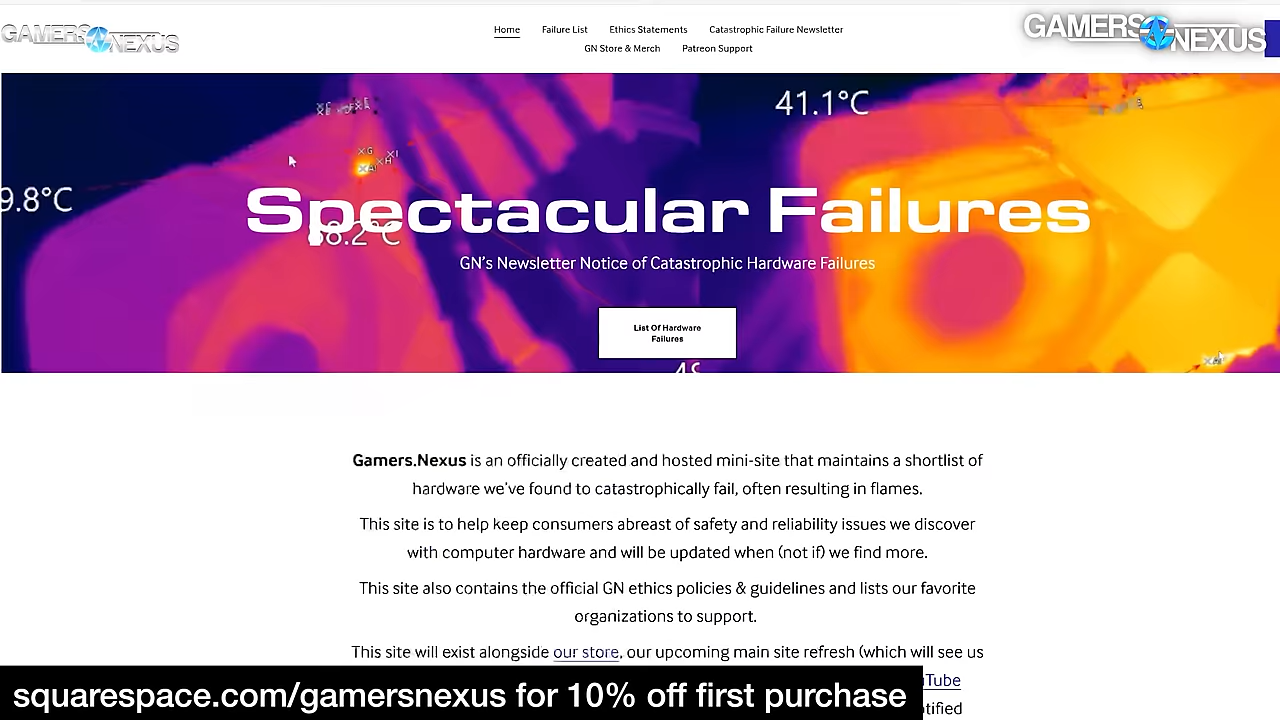 GAMERS NEXUS
Home Failure List Ethics Statements Catastrophic Failure Newsletter
GN Store & Merch Patreon Support
GAMERS NEXUS
41.1°C
9.8°C
Spectacular Failures
8.2°C
GN's Newsletter Notice of Catastrophic Hardware Failures
List Of Hardware
Failures
Gamers.Nexus is an officially created and hosted mini-site that maintains a shortlist of
hardware we've found to catastrophically fail, often resulting in flames.
This site is to help keep consumers abreast of safety and reliability issues we discover
with computer hardware and will be updated when (not if) we find more.
This site also contains the official GN ethics policies & guidelines and lists our favorite
organizations to support.
This site will exist alongside our store, our upcoming main site refresh (which will see us
squarespace.com/gamersnexus for 10% off first purchase